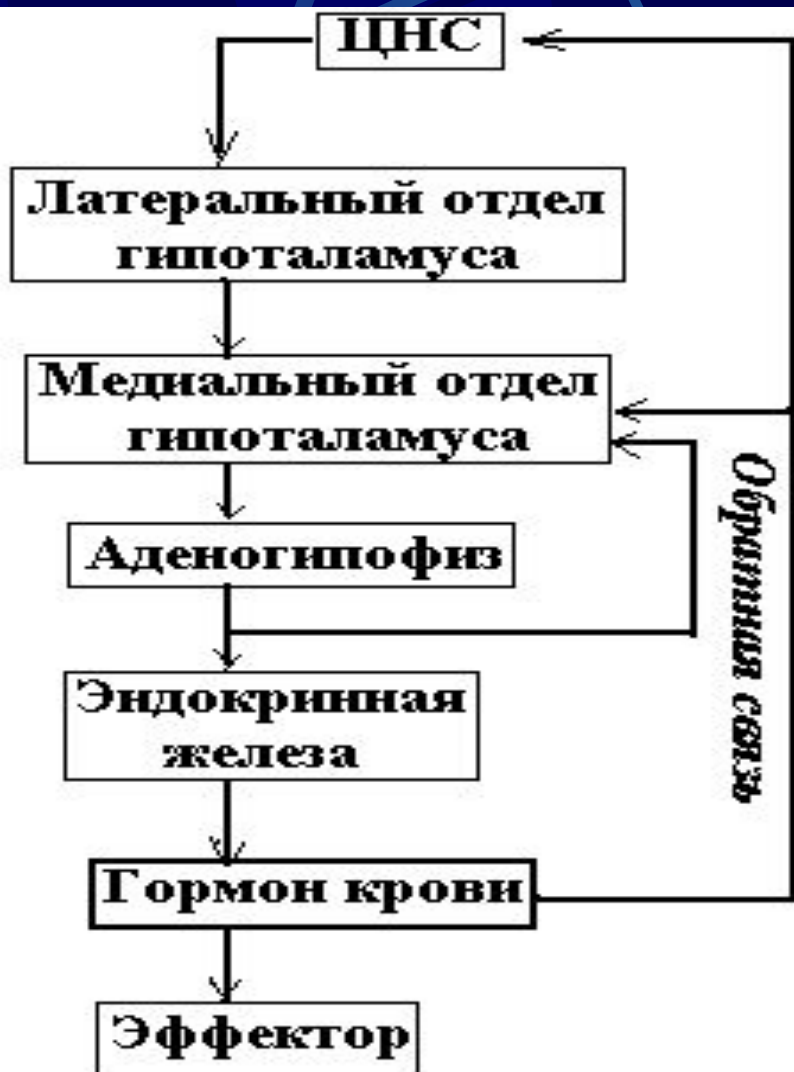 ЦНС
Латеральный отдел
гипоталамуса
Медиальный отдел
гипоталамуса
Аденогипофиз
Эндокринная
железа
Гормон крови
Эффектор
Обратная связь